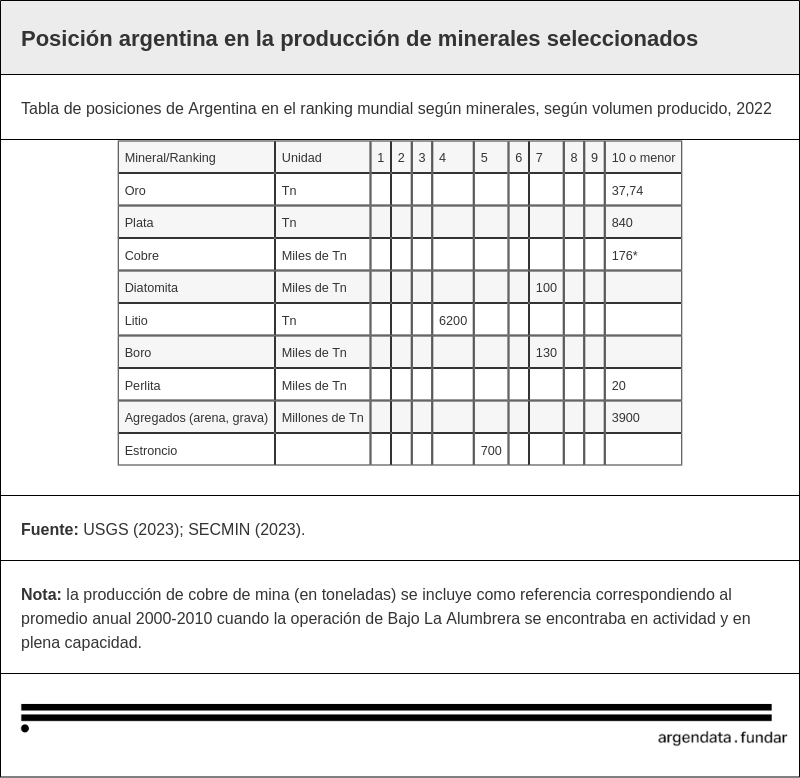 Posición argentina en la producción de minerales seleccionados
Tabla de posiciones de Argentina en el ranking mundial según minerales, según volumen producido, 2022
Mineral/Ranking Unidad 1 2 3 4 5 6 7 8 9 10 o menor
Oro Tn 37,74
Plata Tn 840
Cobre Miles de Tn 176*
Diatomita Miles de Tn 100
Litio Tn 6200
Boro Miles de Tn 130
Perlita Miles de Tn 20
Agregados (arena, grava) Millones de Tn 3900
Estroncio 700
Fuente: USGS (2023); SECMIN (2023).
Nota: la producción de cobre de mina (en toneladas) se incluye como referencia correspondiendo al
promedio anual 2000-2010 cuando la operación de Bajo La Alumbrera se encontraba en actividad y en
plena capacidad.
argendata.fundar